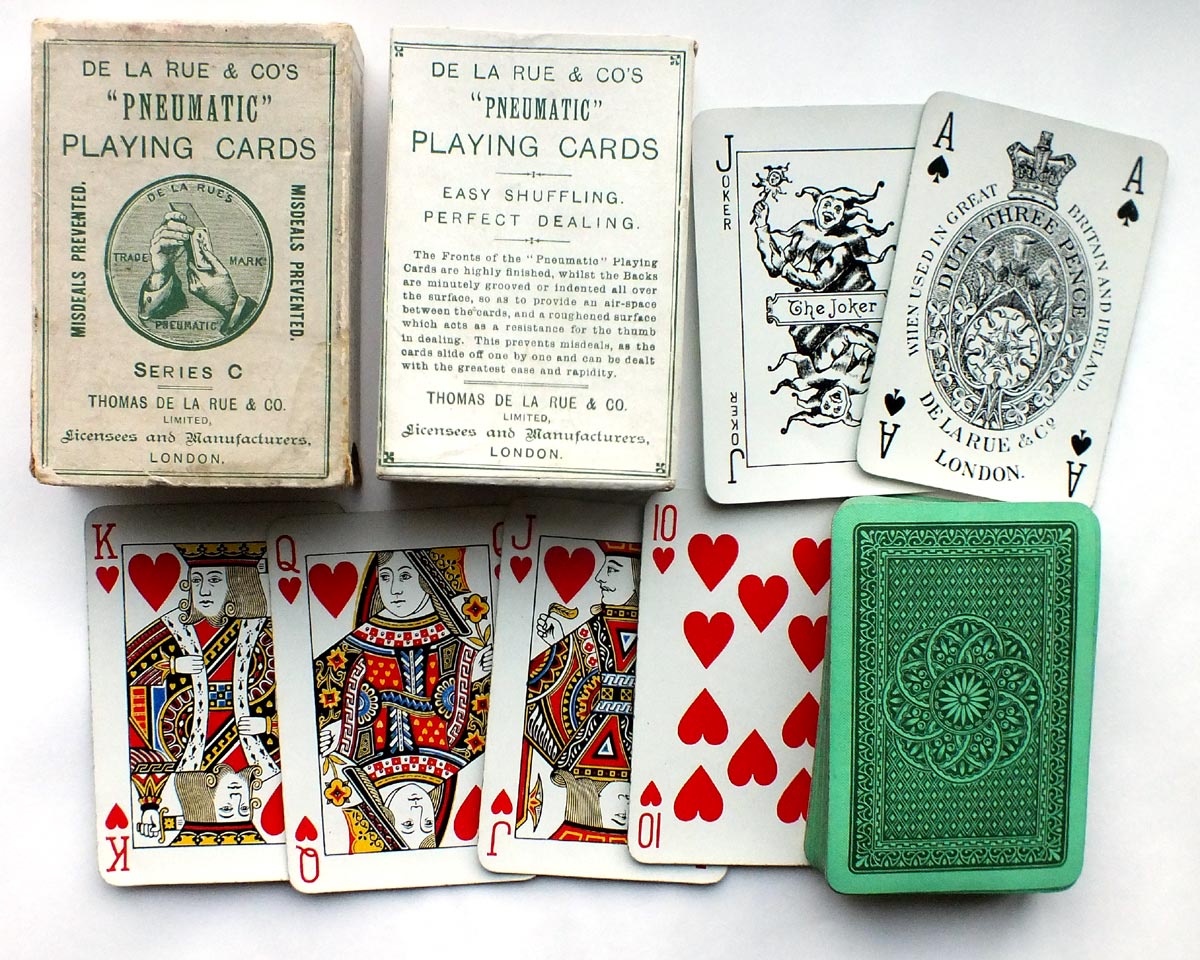 DE LA RUE & CO'S
"PNEUMATIC"
PLAYING CARDS
MISDEALS PREVENTED.
DE LA RUE'S
TRADE MARK
PNEUMATIC
MISDEALS PREVENTED.
SERIES C
THOMAS DE LA RUE & CO.
LIMITED,
Licensees and Manufacturers,
LONDON.
DE LA RUE & CO'S
"PNEUMATIC"
PLAYING CARDS
EASY SHUFFLING.
PERFECT DEALING.
The Fronts of the "Pneumatic" Playing
Cards are highly finished, whilst the Backs
are minutely grooved or indented all over
the surface, so as to provide an air-space
between the cards, and a roughened surface
which acts as a resistance for the thumb
in dealing. This prevents misdeals, as the
cards slide off one by one and can be dealt
with the greatest ease and rapidity.
THOMAS DE LA RUE & CO.
LIMITED,
Licensees and Manufacturers,
LONDON.
JOKER
The Joker
JOKER
A
A
WHEN USED IN GREAT BRITAIN AND IRELAND
DUTY THREE PENCE
DE LA RUE & Co
LONDON.
A
A
K
K
Q
Q
Q
J
J
10
10